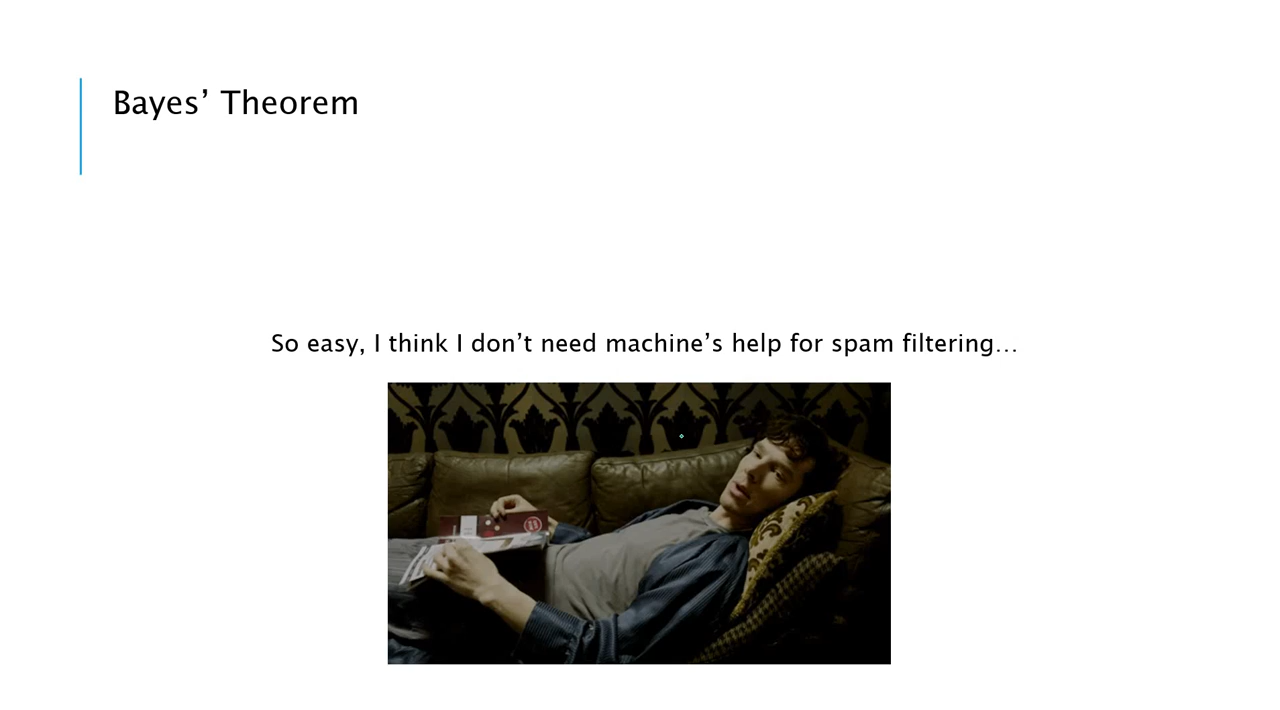 Bayes’ Theorem
So easy, I think I don’t need machine’s help for spam filtering…